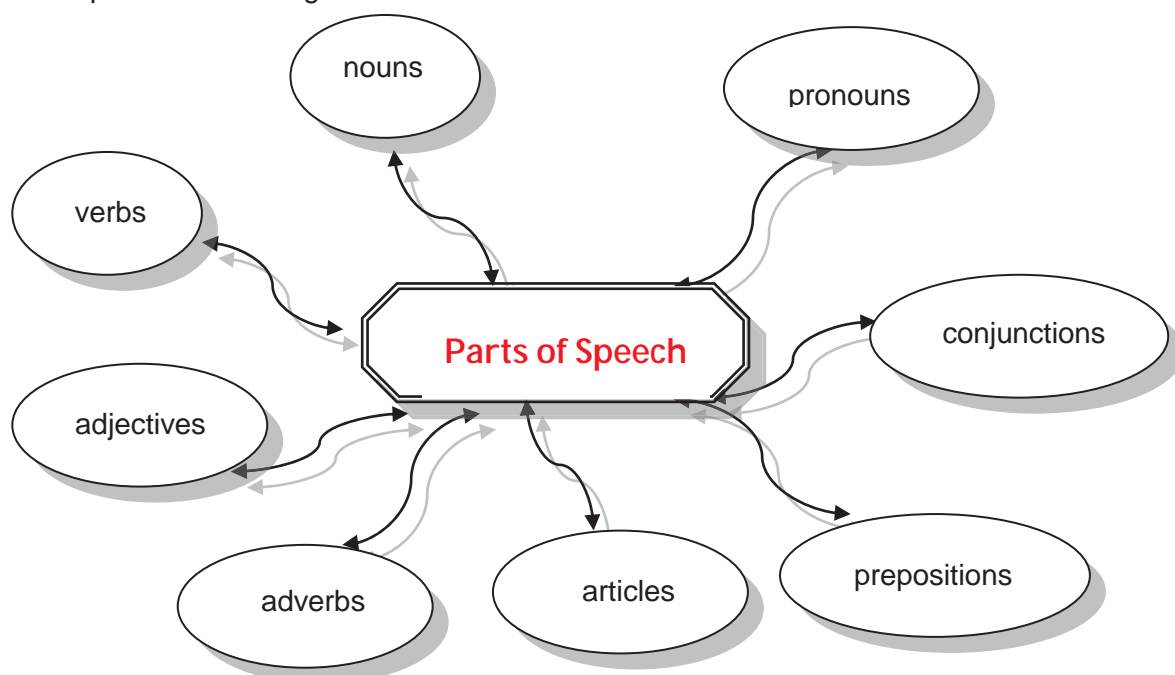 nouns
pronouns
verbs
conjunctions
Parts of Speech
adjectives
prepositions
articles
adverbs